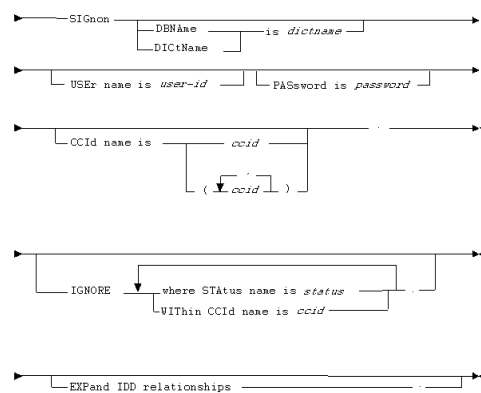 SIGnon DBNAme is dictname
DICtName
USEr name is user-id PASsword is password
CCId name is ccid .
,
( ccid )
IGNORE where STAtus name is status .
WIThin CCId name is ccid
EXPand IDD relationships .